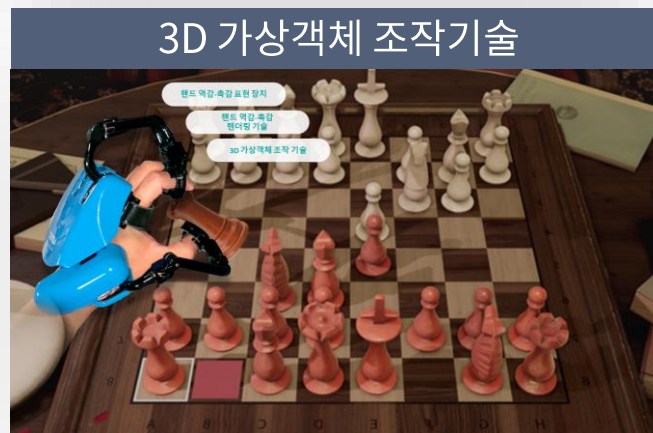 3D 가상객체 조작기술
핸드 역감·촉감 표현 장치
핸드 역감·촉감
렌더링 기술
3D 가상객체 조작 기술